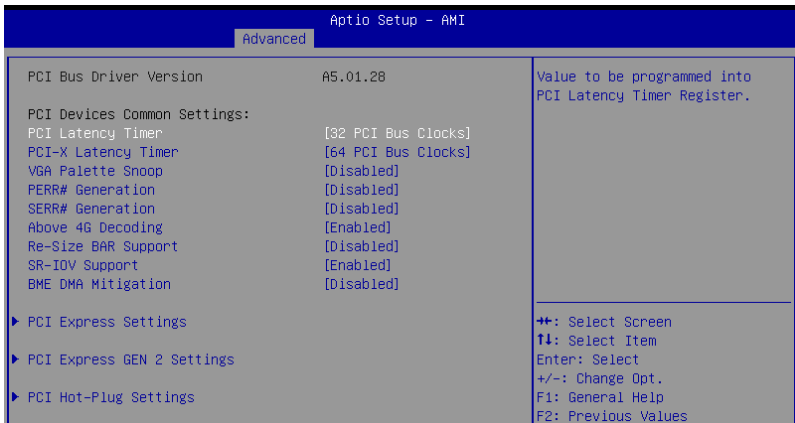 Aptio Setup - AMI
Advanced
PCI Bus Driver Version A5.01.28
PCI Devices Common Settings:
PCI Latency Timer [32 PCI Bus Clocks]
PCI-X Latency Timer [64 PCI Bus Clocks]
VGA Palette Snoop [Disabled]
PERR# Generation [Disabled]
SERR# Generation [Disabled]
Above 4G Decoding [Enabled]
Re-Size BAR Support [Disabled]
SR-IOV Support [Enabled]
BME DMA Mitigation [Disabled]
PCI Express Settings
PCI Express GEN 2 Settings
PCI Hot-Plug Settings
Value to be programmed into
PCI Latency Timer Register.
→←: Select Screen
↑↓: Select Item
Enter: Select
+/-: Change Opt.
F1: General Help
F2: Previous Values